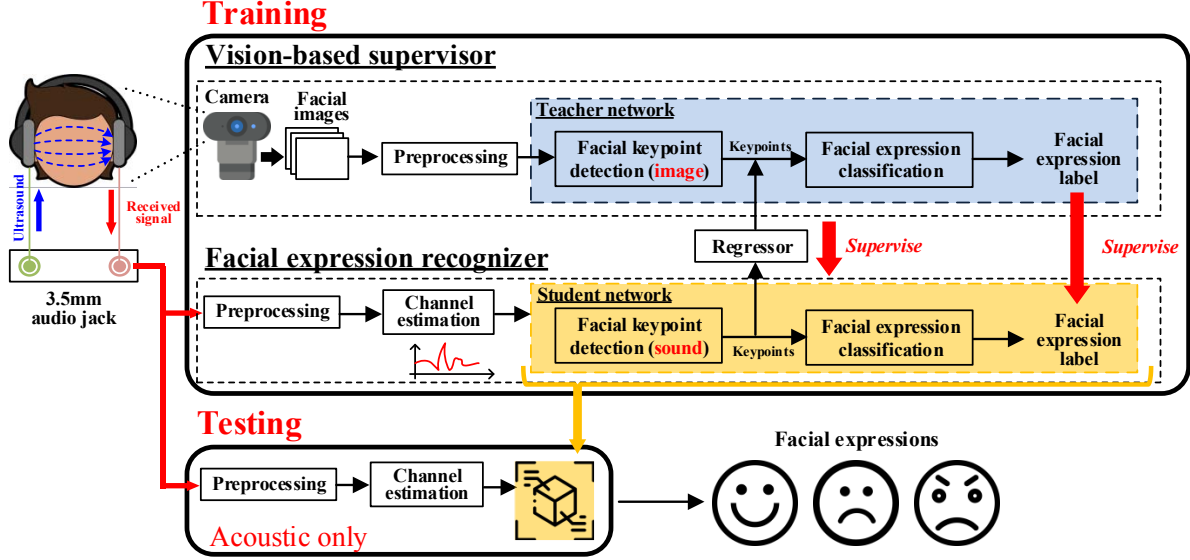 Training
Vision-based supervisor
Camera
Facial
images
Preprocessing
Teacher network
Facial keypoint
detection (image)
Keypoints
Facial expression
classification
Facial
expression
label
Ultrasound
Received
signal
3.5mm
audio jack
Regressor
Supervise
Supervise
Facial expression recognizer
Preprocessing
Channel
estimation
Student network
Facial keypoint
detection (sound)
Keypoints
Facial expression
classification
Facial
expression
label
Testing
Preprocessing
Channel
estimation
Acoustic only
Facial expressions